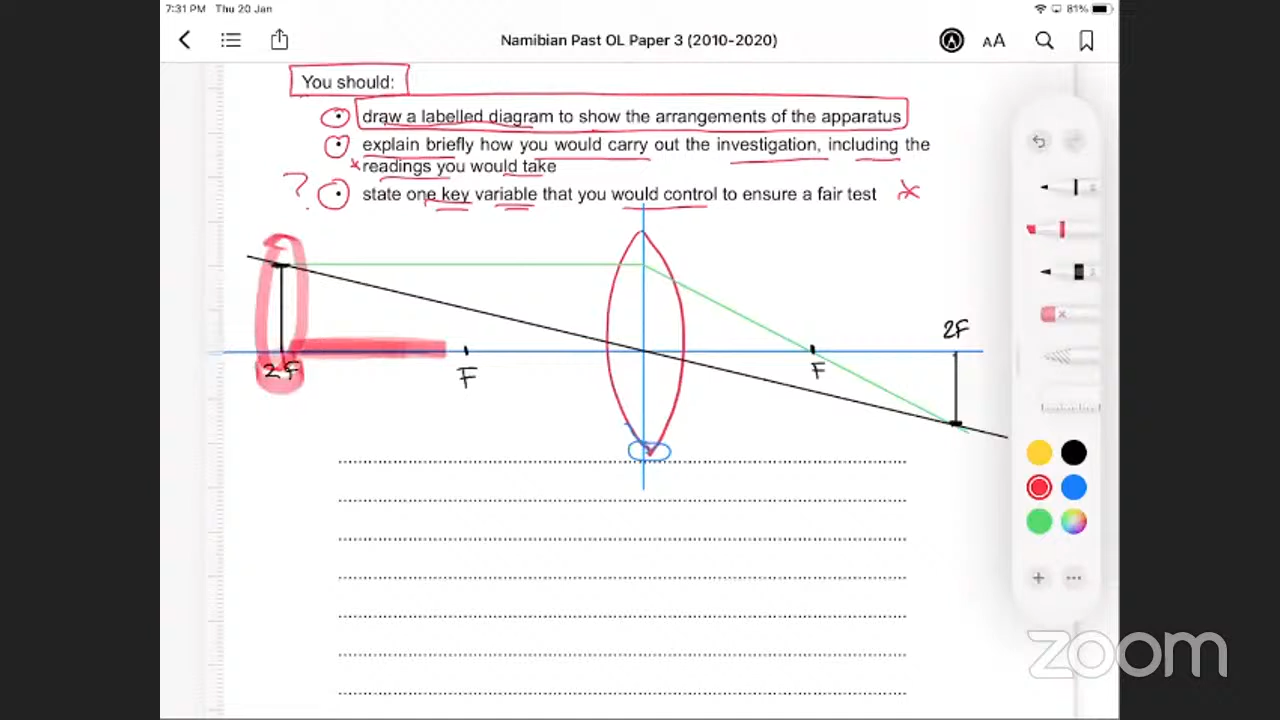 7:31 PM Thu 20 Jan
81%
Namibian Past OL Paper 3 (2010-2020)
AA
You should:
• draw a labelled diagram to show the arrangements of the apparatus
• explain briefly how you would carry out the investigation, including the
readings you would take
? • state one key variable that you would control to ensure a fair test
2F
2F F F
zoom